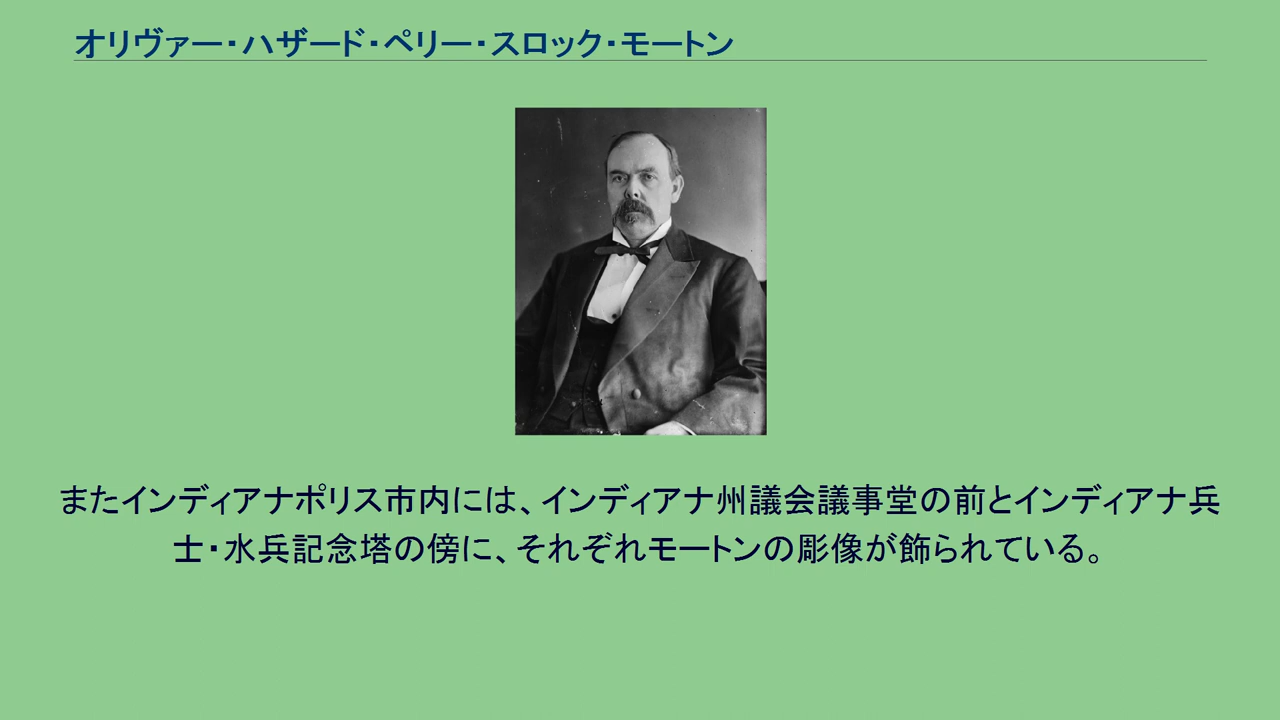 オリヴァー・ハザード・ペリー・スロック・モートン
またインディアナポリス市内には、インディアナ州議会議事堂の前とインディアナ兵
士・水兵記念塔の傍に、それぞれモートンの彫像が飾られている。